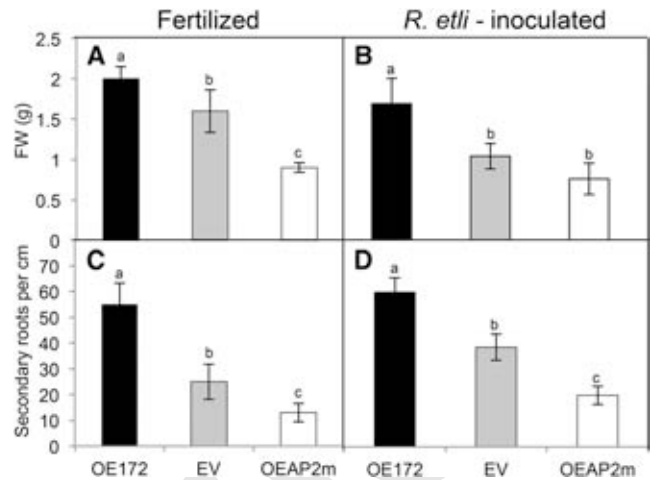 Fertilized
R. etli - inoculated
A
B
FW (g)
2.5
2
1.5
1
0.5
0
a
b
c
a
b
b
C
D
Secondary roots per cm
70
60
50
40
30
20
10
0
a
b
c
a
b
c
OE172 EV OEAP2m OE172 EV OEAP2m